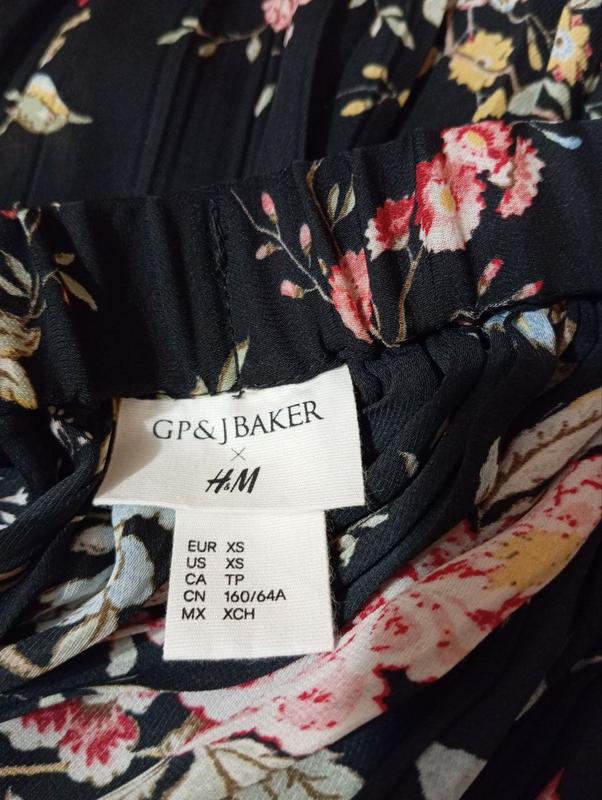 GP & J BAKER
×
H&M
EUR XS
US XS
CA TP
CN 160/64A
MX XCH